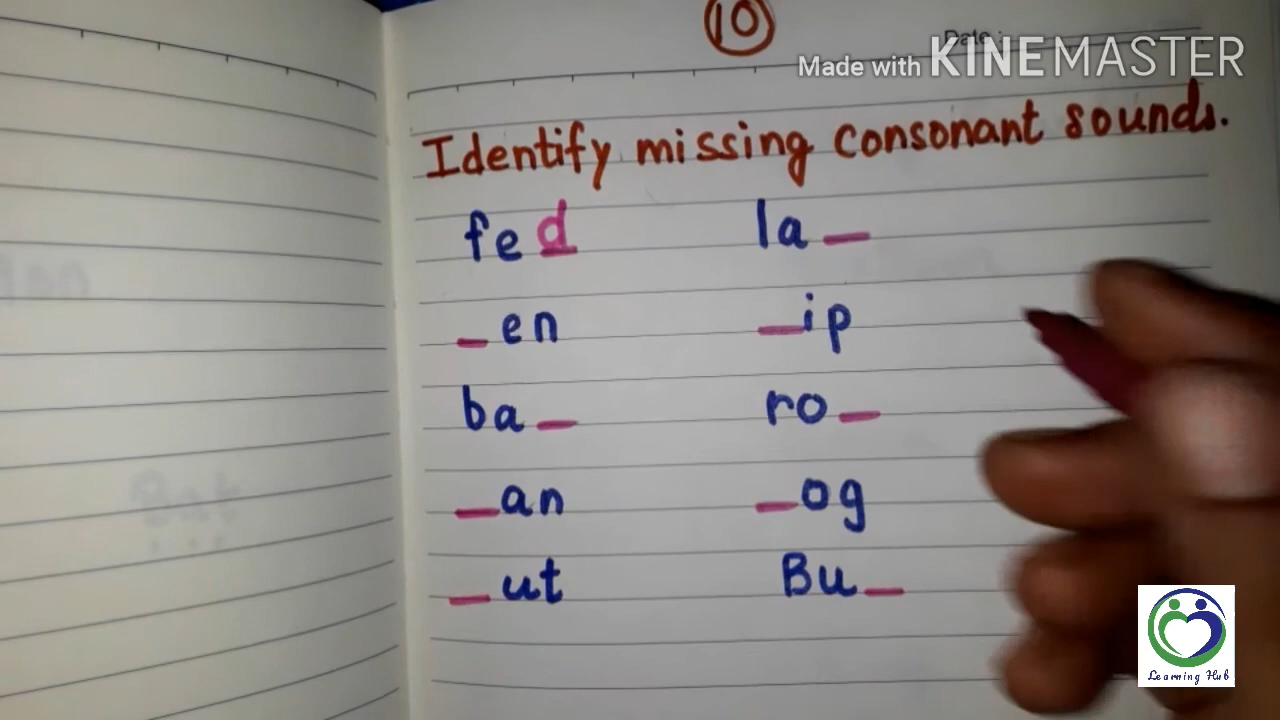 10
Date :
Made with KINEMASTER
Identify missing consonant sounds.
fed la_
_en _ip
ba_ ro_
_an _og
_ut Bu_
Learning Hub